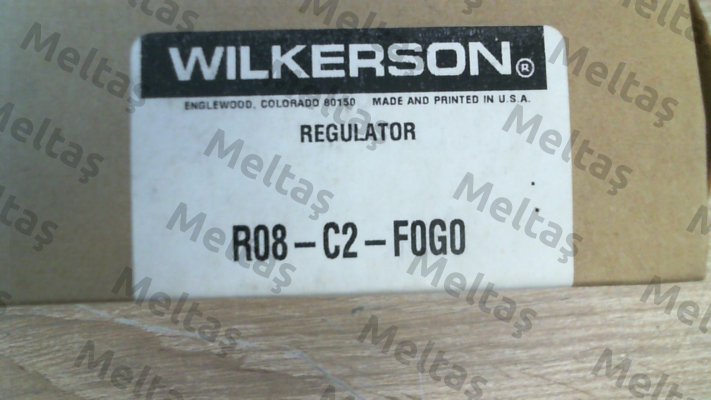 WILKERSON®
ENGLEWOOD, COLORADO 80150 MADE AND PRINTED IN U.S.A.
REGULATOR
R08-C2-F0G0
Meltaş